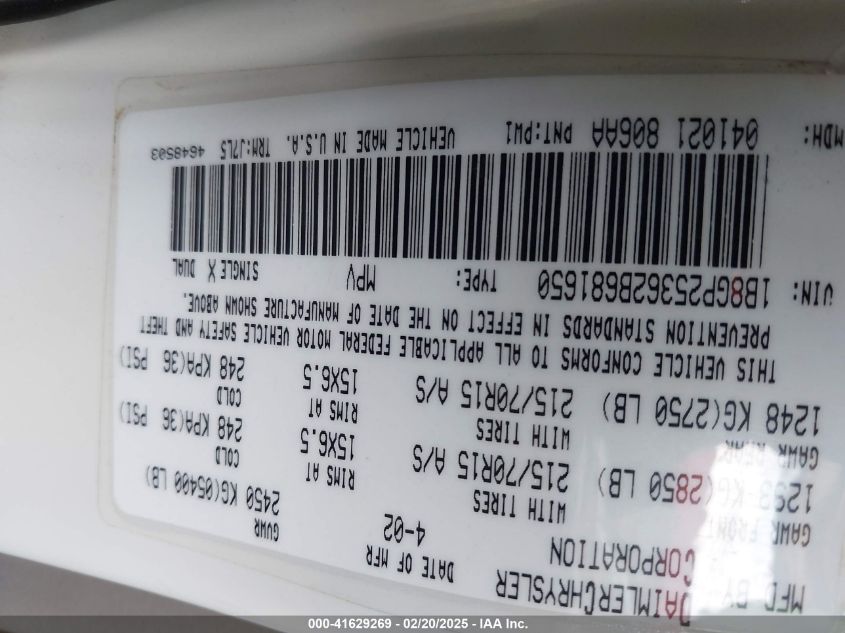 MFD BY DAIMLERCHRYSLER CORPORATION
DATE OF MFR 4-02
GVWR 2450 KG(05400 LB)
GAWR FRONT WITH TIRES RIMS AT COLD
1293 KG(2850 LB) 215/70R15 A/S 15X6.5 248 KPA(36 PSI)
GAWR REAR WITH TIRES RIMS AT COLD
1248 KG(2750 LB) 215/70R15 A/S 15X6.5 248 KPA(36 PSI)
THIS VEHICLE CONFORMS TO ALL APPLICABLE FEDERAL MOTOR VEHICLE SAFETY AND THEFT
PREVENTION STANDARDS IN EFFECT ON THE DATE OF MANUFACTURE SHOWN ABOVE.
VIN: 1B8GP25362B681650 TYPE: MPV SINGLE X DUAL
MDH: 041021 806AA PNT:PW1 VEHICLE MADE IN U.S.A. TRM:J7L5 4648503
000-41629269 - 02/20/2025 - IAA Inc.